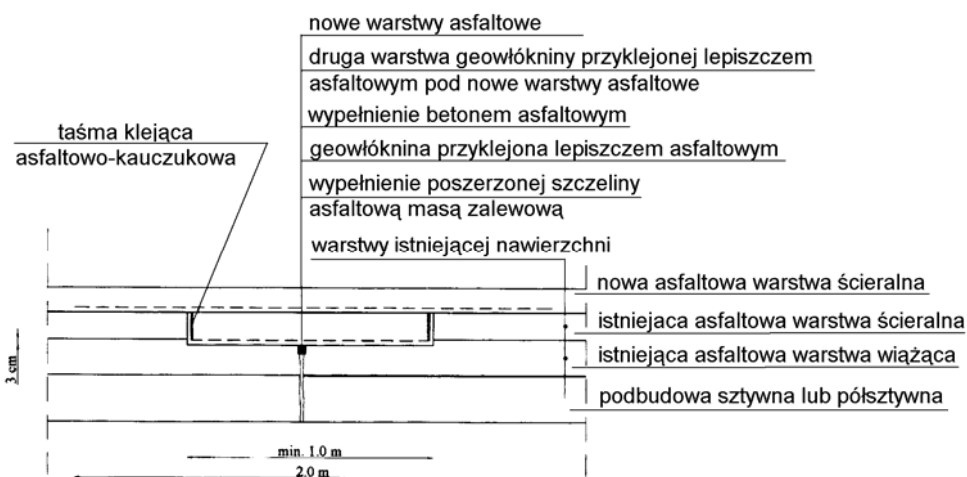 nowe warstwy asfaltowe
druga warstwa geowłókniny przyklejonej lepiszczem
asfaltowym pod nowe warstwy asfaltowe
wypełnienie betonem asfaltowym
taśma klejąca
asfaltowo-kauczukowa
geowłóknina przyklejona lepiszczem asfaltowym
wypełnienie poszerzonej szczeliny
asfaltową masą zalewową
warstwy istniejącej nawierzchni
nowa asfaltowa warstwa ścieralna
istniejaca asfaltowa warstwa ścieralna
istniejąca asfaltowa warstwa wiążąca
podbudowa sztywna lub półsztywna
3 cm
min. 1.0 m
2.0 m